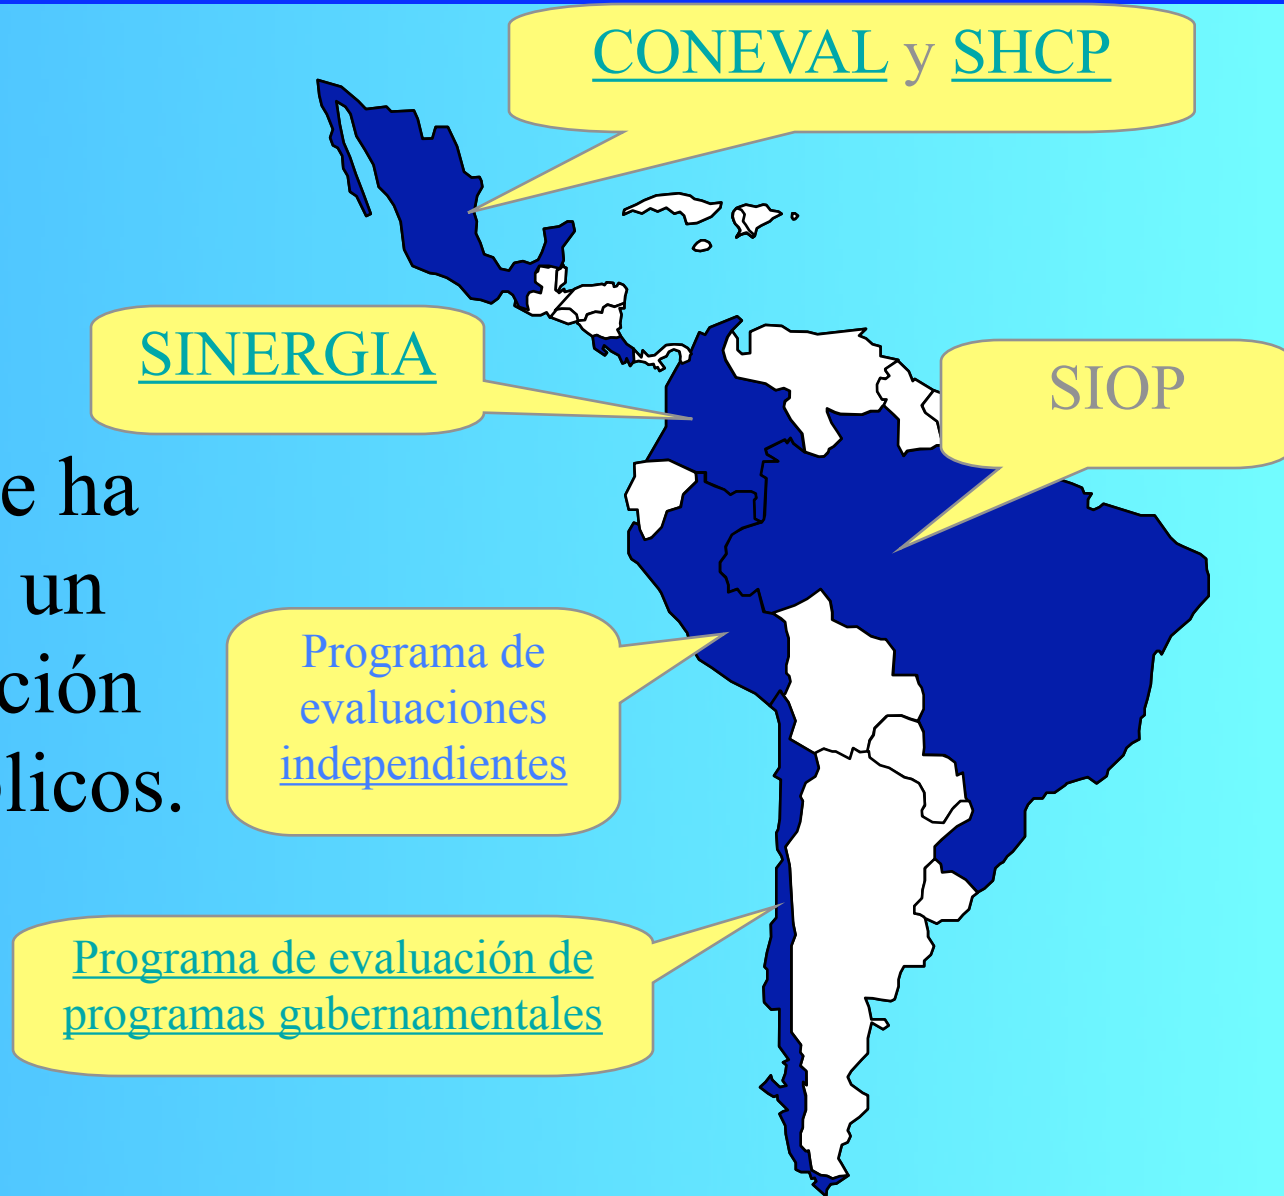 CONEVAL y SHCP
SINERGIA
SIOP
e ha
un
ción
licos.
Programa de
evaluaciones
independientes
Programa de evaluación de
programas gubernamentales